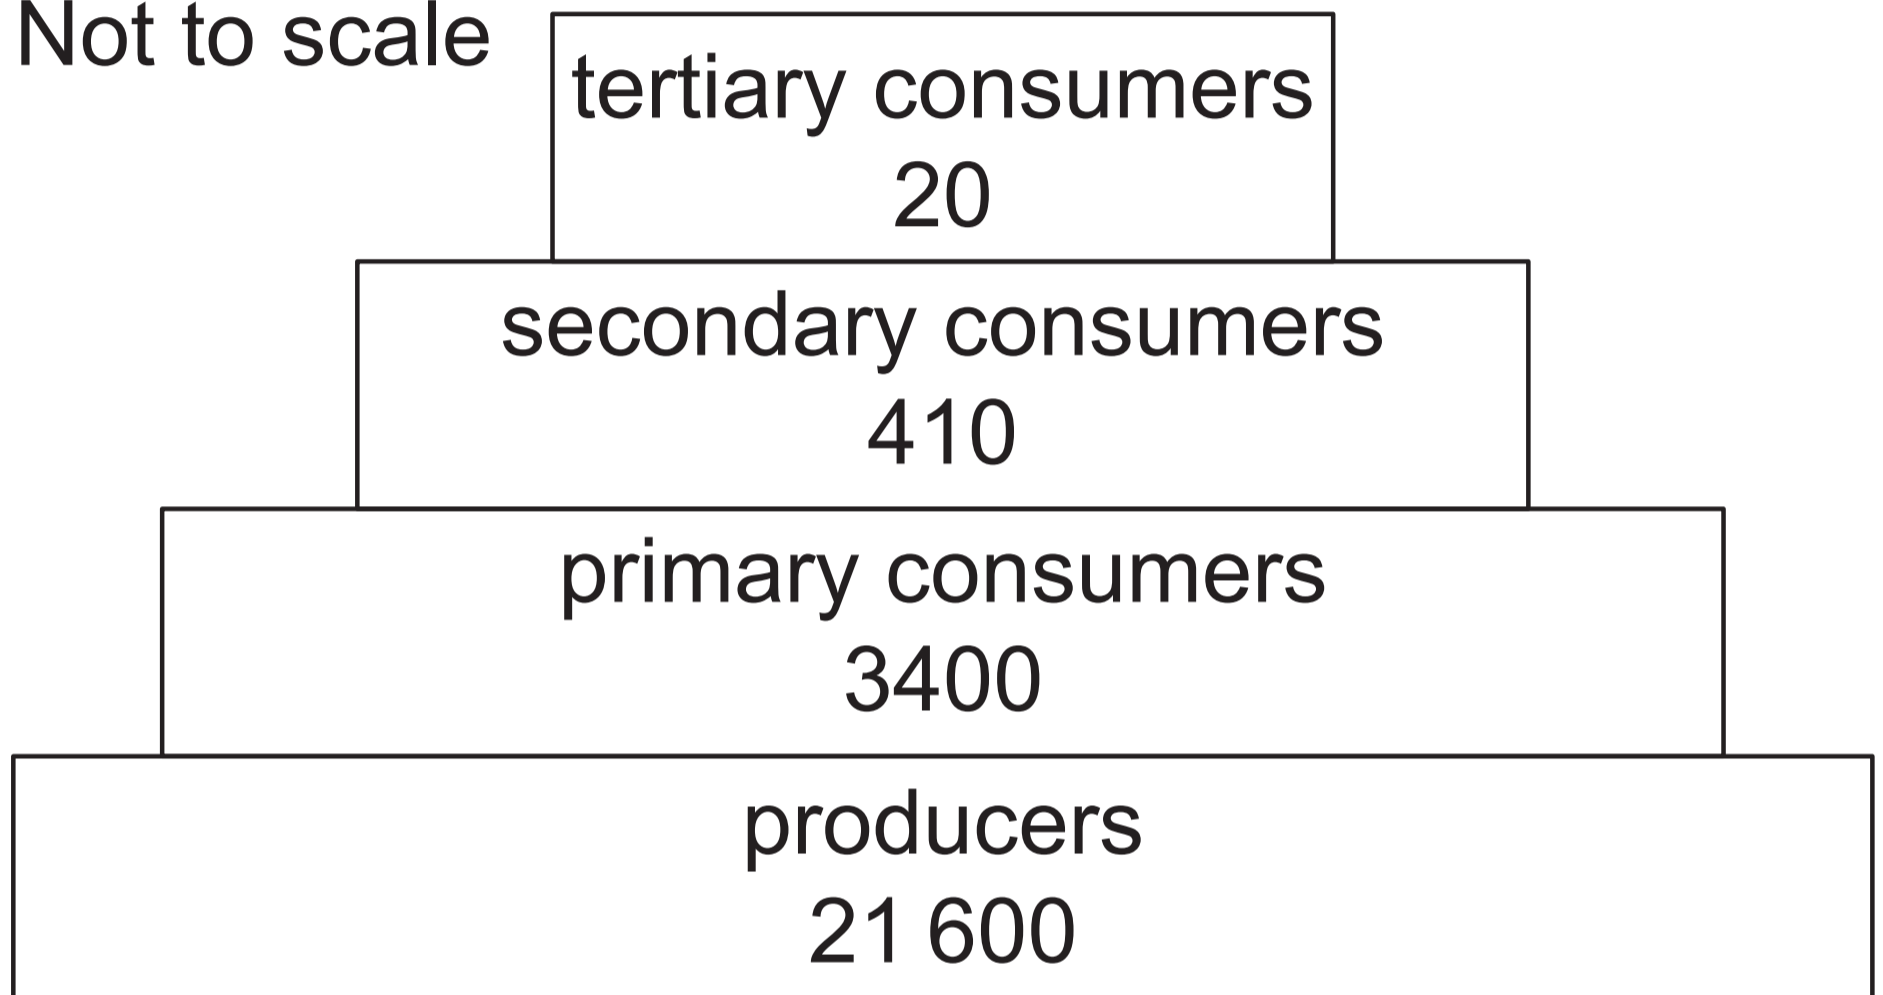 Not to scale
tertiary consumers
20
secondary consumers
410
primary consumers
3400
producers
21 600